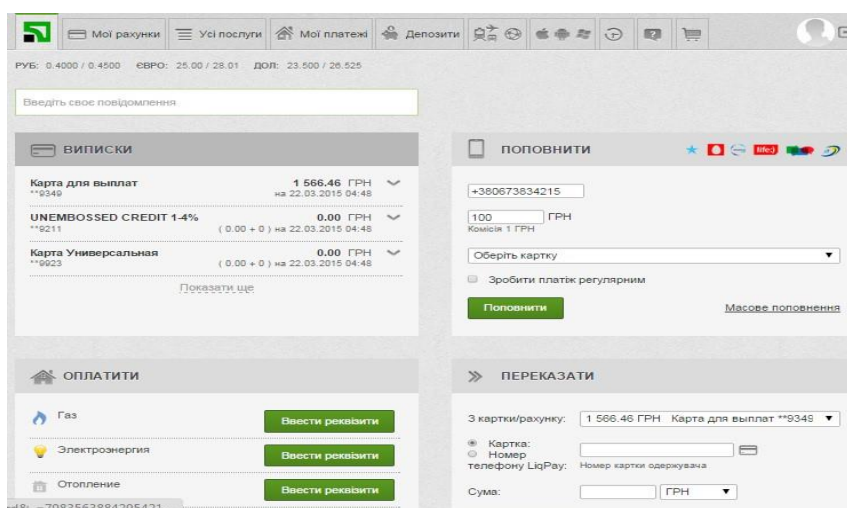 Мої рахунки Усі послуги Мої платежі Депозити
РУБ: 0.4000 / 0.4500 ЄВРО: 25.00 / 28.01 ДОЛ: 23.500 / 26.525
Введіть своє повідомлення
ВИПИСКИ
Карта для выплат 1 566.46 ГРН
**9349 на 22.03.2015 04:48
UNEMBOSSED CREDIT 1-4% 0.00 ГРН
**9211 ( 0.00 + 0 ) на 22.03.2015 04:48
Карта Универсальная 0.00 ГРН
**9923 ( 0.00 + 0 ) на 22.03.2015 04:48
Показати ще
ПОПОВНИТИ
life:)
+380673834215
100 ГРН
Комісія 1 ГРН
Оберіть картку
Зробити платіж регулярним
Поповнити Масове поповнення
ОПЛАТИТИ
Газ Ввести реквізити
Электроэнергия Ввести реквізити
Отопление Ввести реквізити
ПЕРЕКАЗАТИ
З картки/рахунку: 1 566.46 ГРН Карта для выплат **9349
Картка:
Номер
телефону LiqPay: Номер картки одержувача
Сума: ГРН